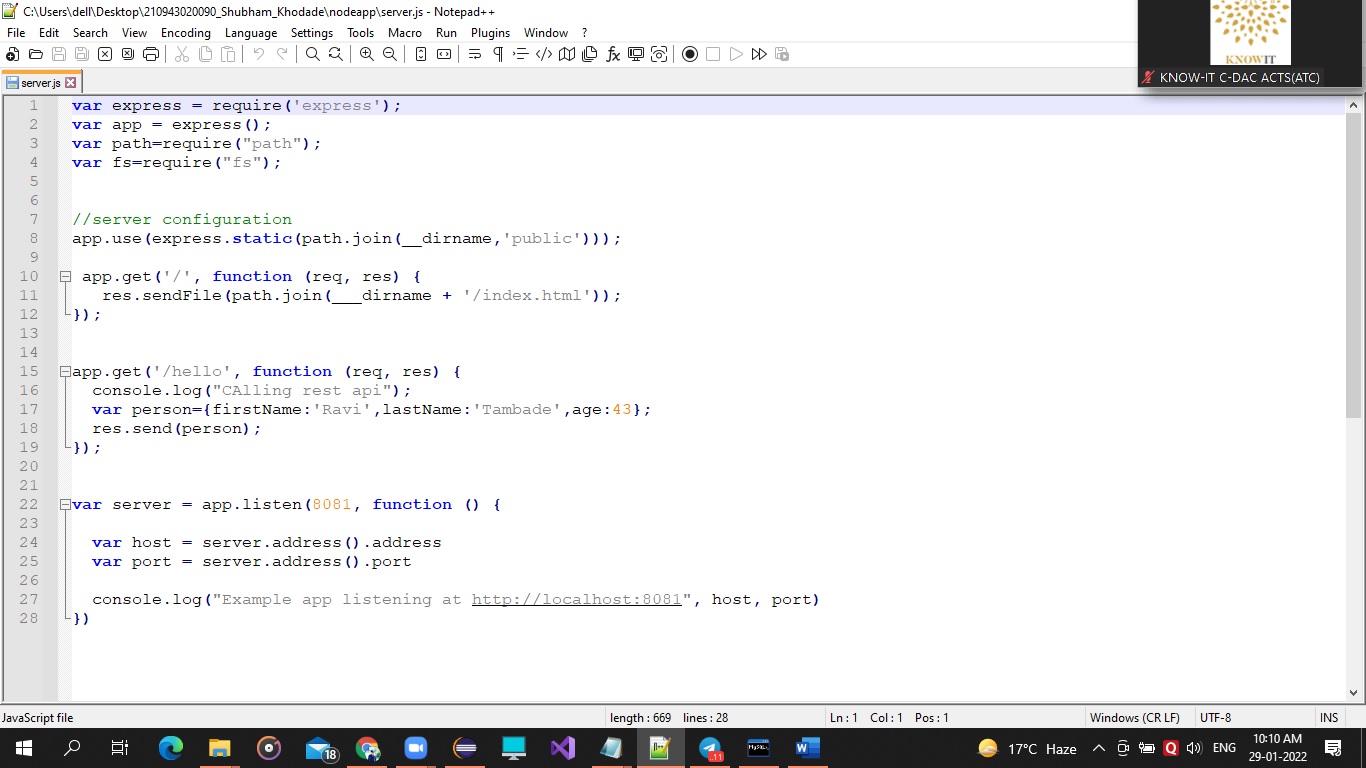 C:\Users\dell\Desktop\210943020090_Shubham_Khodade\nodeapp\server.js - Notepad++
File Edit Search View Encoding Language Settings Tools Macro Run Plugins Window ?
KNOWIT
KNOW-IT C-DAC ACTS(ATC)
server.js
1 var express = require('express');
2 var app = express();
3 var path=require("path");
4 var fs=require("fs");
5
6
7 //server configuration
8 app.use(express.static(path.join(__dirname,'public')));
9
10 app.get('/', function (req, res) {
11 res.sendFile(path.join(___dirname + '/index.html'));
12 });
13
14
15 app.get('/hello', function (req, res) {
16 console.log("CAlling rest api");
17 var person={firstName:'Ravi',lastName:'Tambade',age:43};
18 res.send(person);
19 });
20
21
22 var server = app.listen(8081, function () {
23
24 var host = server.address().address
25 var port = server.address().port
26
27 console.log("Example app listening at http://localhost:8081", host, port)
28 })
JavaScript file length : 669 lines : 28 Ln : 1 Col : 1 Pos : 1 Windows (CR LF) UTF-8 INS
18
11
MySQL
17°C Haze ENG 10:10 AM
29-01-2022